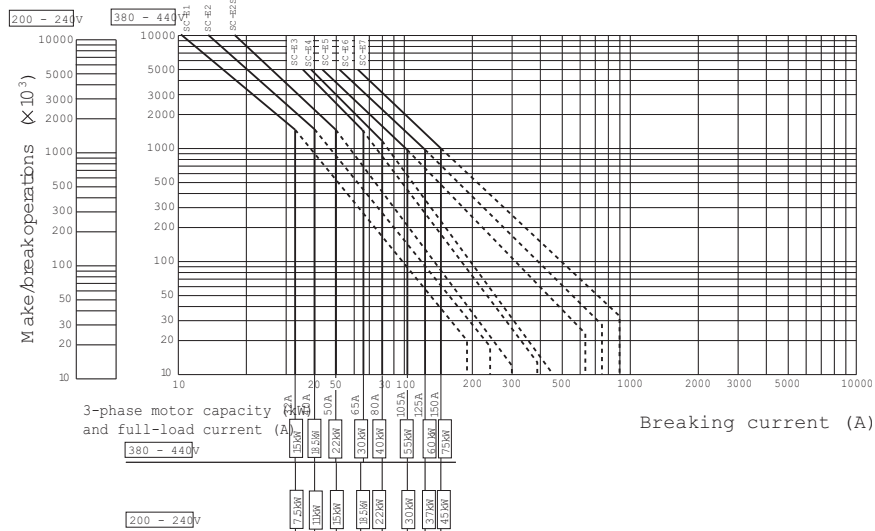 200 - 240V
380 - 440V
SC-E1
SC-E2
SC-E2S
SC-E3
SC-E4
SC-E5
SC-E6
SC-E7
10000
5000
3000
2000
1000
500
300
200
100
50
30
20
10
10000
5000
3000
2000
1000
500
300
200
100
50
30
20
10
Make/break operations (×10³)
10 20 30 50 100 200 300 500 1000 2000 3000 5000 10000
Breaking current (A)
3-phase motor capacity (kW)
and full-load current (A)
32A 40A 50A 65A 80A 105A 125A 150A
380 - 440V
15kW 18.5kW 22kW 30kW 40kW 55kW 60kW 75kW
200 - 240V
7.5kW 11kW 15kW 18.5kW 22kW 30kW 37kW 45kW